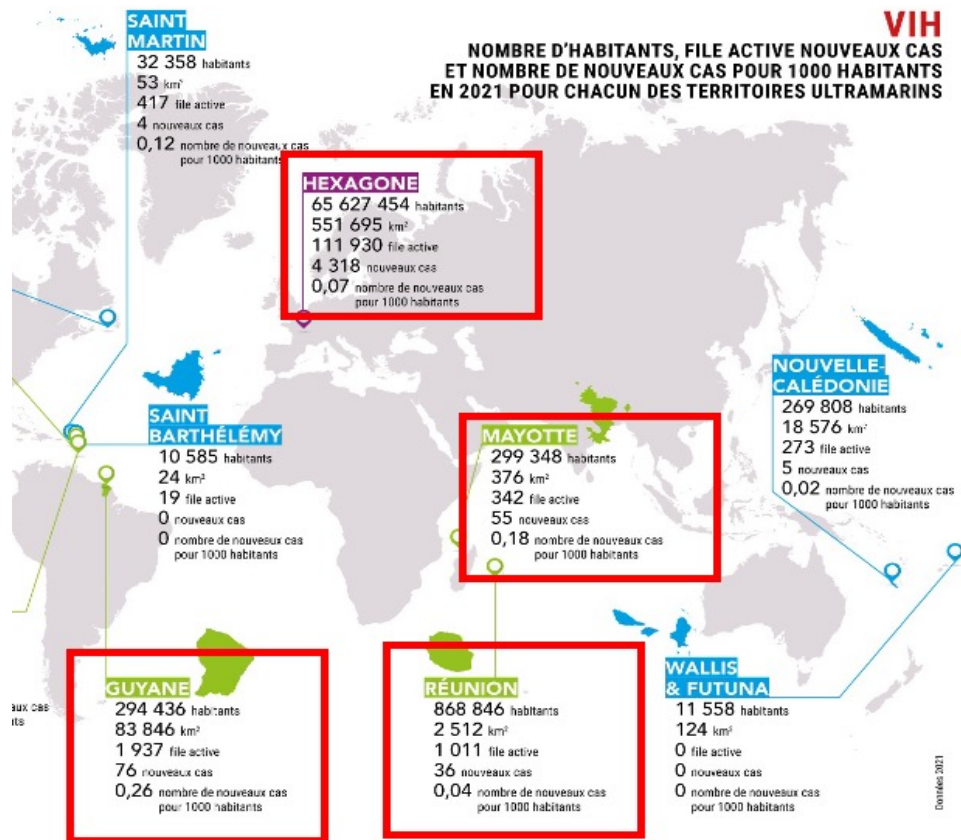 VIH
NOMBRE D'HABITANTS, FILE ACTIVE NOUVEAUX CAS
ET NOMBRE DE NOUVEAUX CAS POUR 1000 HABITANTS
EN 2021 POUR CHACUN DES TERRITOIRES ULTRAMARINS
SAINT
MARTIN
32 358 habitants
53 km²
417 file active
4 nouveaux cas
0,12 nombre de nouveaux cas
pour 1000 habitants
HEXAGONE
65 627 454 habitants
551 695 km²
111 930 file active
4 318 nouveaux cas
0,07 nombre de nouveaux cas
pour 1000 habitants
SAINT
BARTHÉLÉMY
10 585 habitants
24 km²
19 file active
0 nouveaux cas
0 nombre de nouveaux cas
pour 1000 habitants
MAYOTTE
299 348 habitants
376 km²
342 file active
55 nouveaux cas
0,18 nombre de nouveaux cas
pour 1000 habitants
NOUVELLE-
CALÉDONIE
269 808 habitants
18 576 km²
273 file active
5 nouveaux cas
0,02 nombre de nouveaux cas
pour 1000 habitants
GUYANE
294 436 habitants
83 846 km²
1 937 file active
76 nouveaux cas
0,26 nombre de nouveaux cas
pour 1000 habitants
RÉUNION
868 846 habitants
2 512 km²
1 011 file active
36 nouveaux cas
0,04 nombre de nouveaux cas
pour 1000 habitants
WALLIS
& FUTUNA
11 558 habitants
124 km²
0 file active
0 nouveaux cas
0 nombre de nouveaux cas
pour 1000 habitants
Données 2021